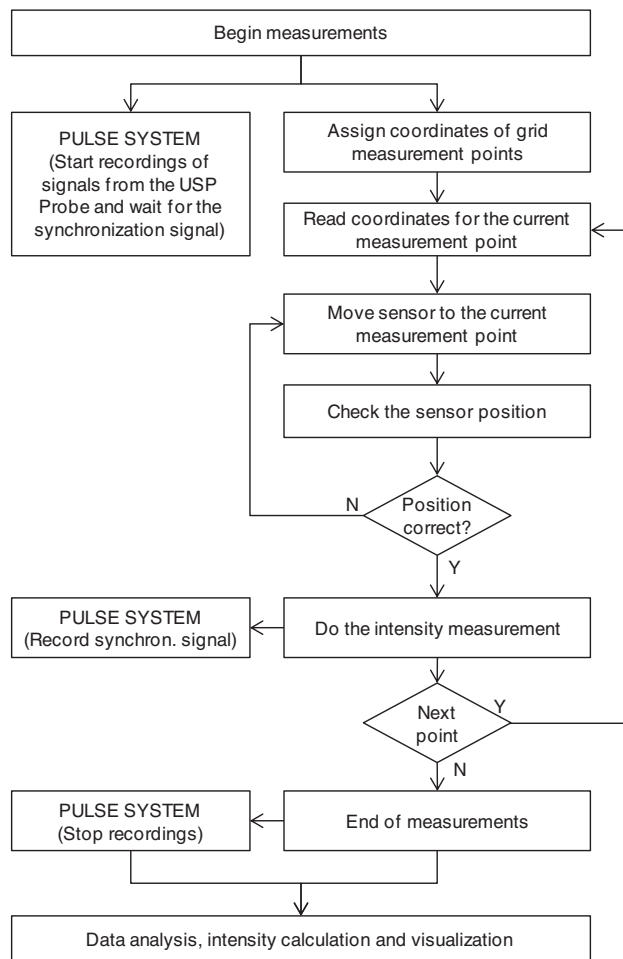 Begin measurements
PULSE SYSTEM
(Start recordings of
signals from the USP
Probe and wait for the
synchronization signal)
Assign coordinates of grid
measurement points
Read coordinates for the current
measurement point
Move sensor to the current
measurement point
Check the sensor position
N
Position
correct?
Y
PULSE SYSTEM
(Record synchron. signal)
Do the intensity measurement
Next
point
Y
N
PULSE SYSTEM
(Stop recordings)
End of measurements
Data analysis, intensity calculation and visualization